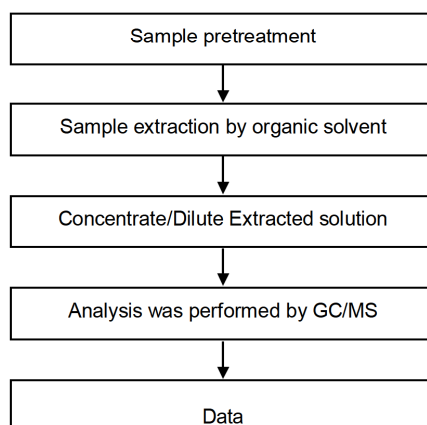 Sample pretreatment
Sample extraction by organic solvent
Concentrate/Dilute Extracted solution
Analysis was performed by GC/MS
Data